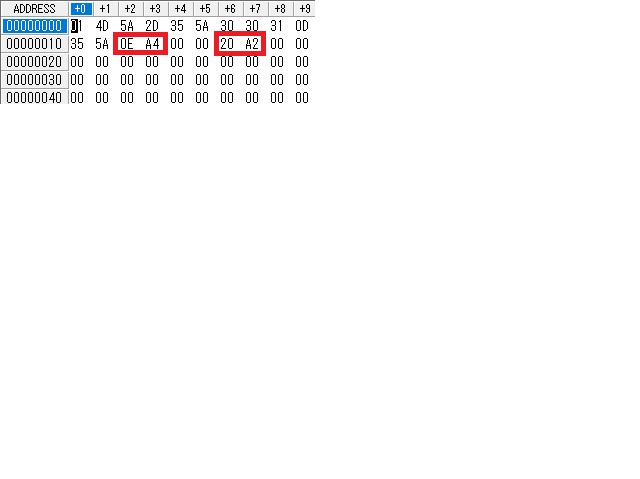 ADDRESS +0 +1 +2 +3 +4 +5 +6 +7 +8 +9
00000000 01 4D 5A 2D 35 5A 30 30 31 0D
00000010 35 5A 0E A4 00 00 20 A2 00 00
00000020 00 00 00 00 00 00 00 00 00 00
00000030 00 00 00 00 00 00 00 00 00 00
00000040 00 00 00 00 00 00 00 00 00 00